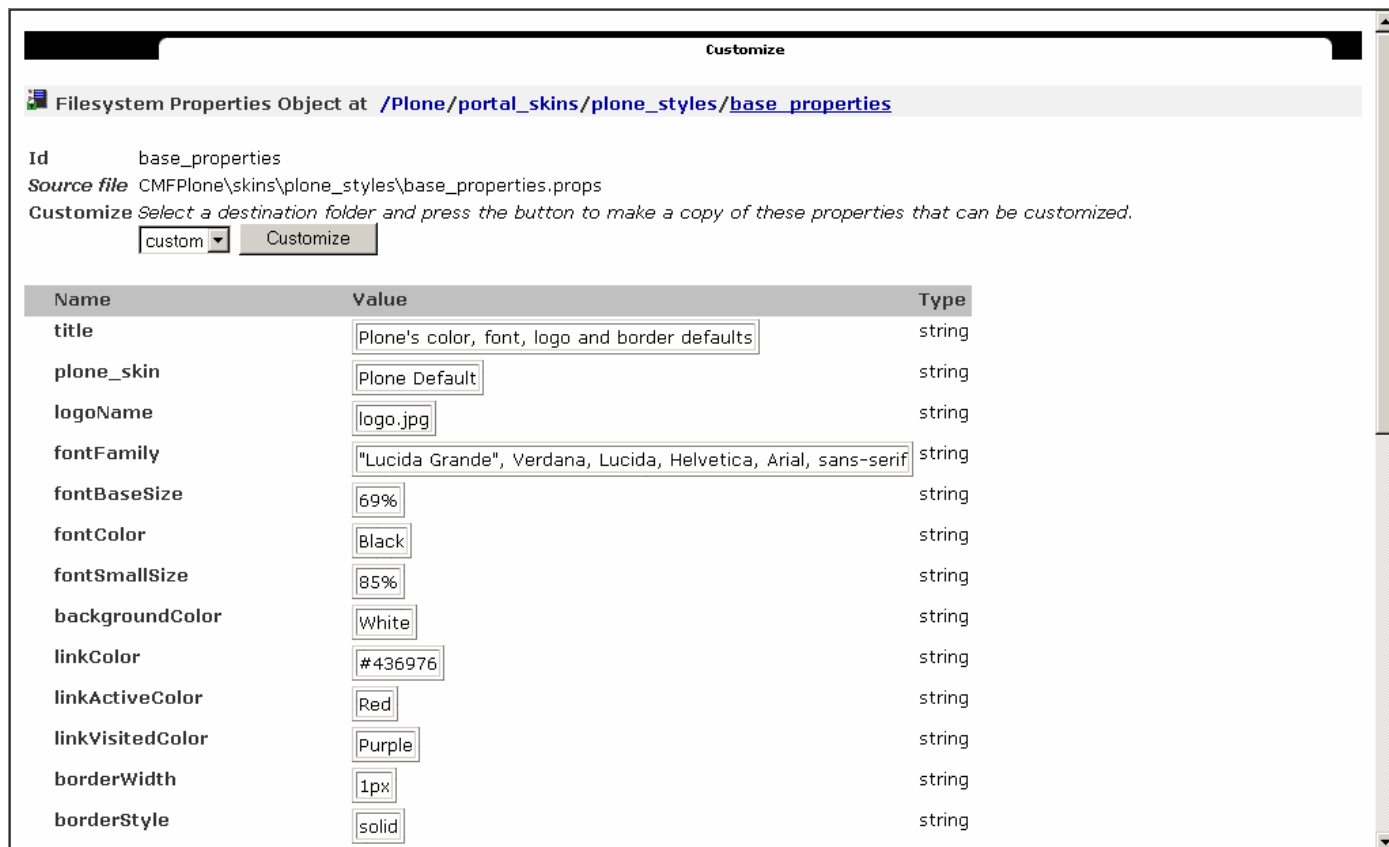 Customize
Filesystem Properties Object at /Plone/portal_skins/plone_styles/base_properties
Id base_properties
Source file CMFPlone\skins\plone_styles\base_properties.props
Customize Select a destination folder and press the button to make a copy of these properties that can be customized.
custom Customize
Name Value Type
title Plone's color, font, logo and border defaults string
plone_skin Plone Default string
logoName logo.jpg string
fontFamily "Lucida Grande", Verdana, Lucida, Helvetica, Arial, sans-serif string
fontBaseSize 69% string
fontColor Black string
fontSmallSize 85% string
backgroundColor White string
linkColor #436976 string
linkActiveColor Red string
linkVisitedColor Purple string
borderWidth 1px string
borderStyle solid string